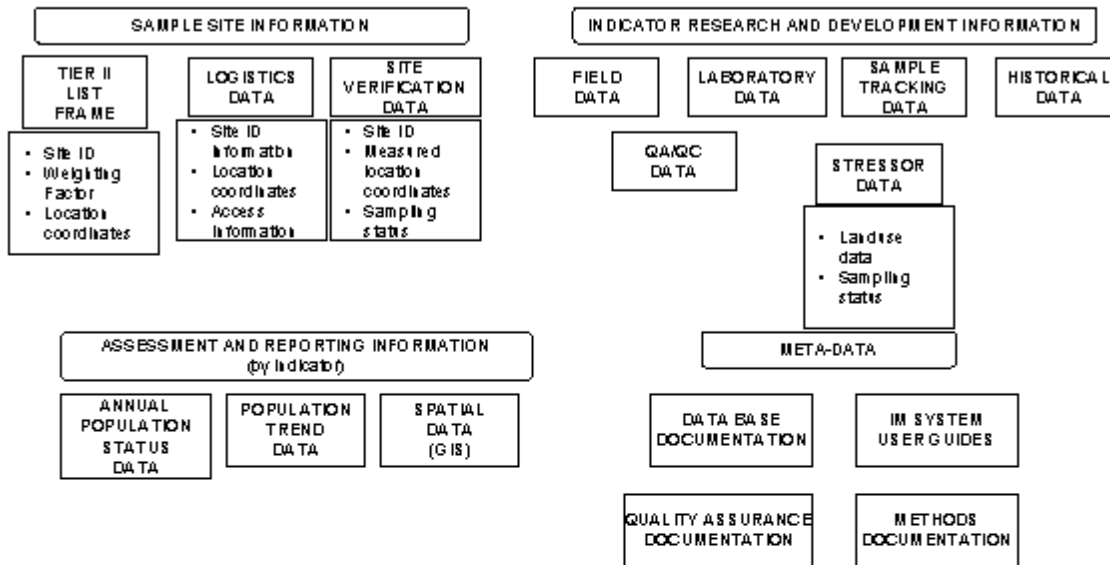 SAMPLE SITE INFORMATION
TIER II
LIST
FRAME
• Site ID
• Weighting
Factor
• Location
coordinates
LOGISTICS
DATA
• Site ID
Information
• Location
coordinates
• Access
Information
SITE
VERIFICATION
DATA
• Site ID
• Measured
location
coordinates
• Sampling
status
INDICATOR RESEARCH AND DEVELOPMENT INFORMATION
FIELD
DATA
LABORATORY
DATA
SAMPLE
TRACKING
DATA
HISTORICAL
DATA
QA/QC
DATA
STRESSOR
DATA
• Landuse
data
• Sampling
status
ASSESSMENT AND REPORTING INFORMATION
(by Indicator)
ANNUAL
POPULATION
STATUS
DATA
POPULATION
TREND
DATA
SPATIAL
DATA
(GIS)
META-DATA
DATA BASE
DOCUMENTATION
IM SYSTEM
USER GUIDES
QUALITY ASSURANCE
DOCUMENTATION
METHODS
DOCUMENTATION